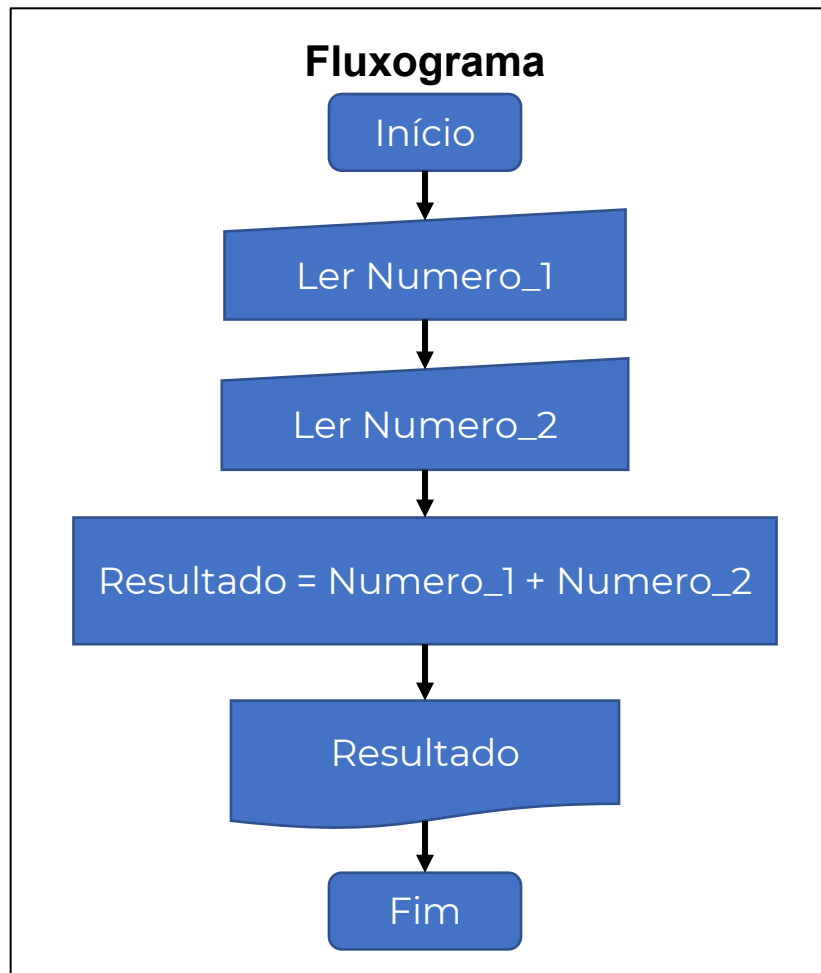 Fluxograma
Início
Ler Numero_1
Ler Numero_2
Resultado = Numero_1 + Numero_2
Resultado
Fim